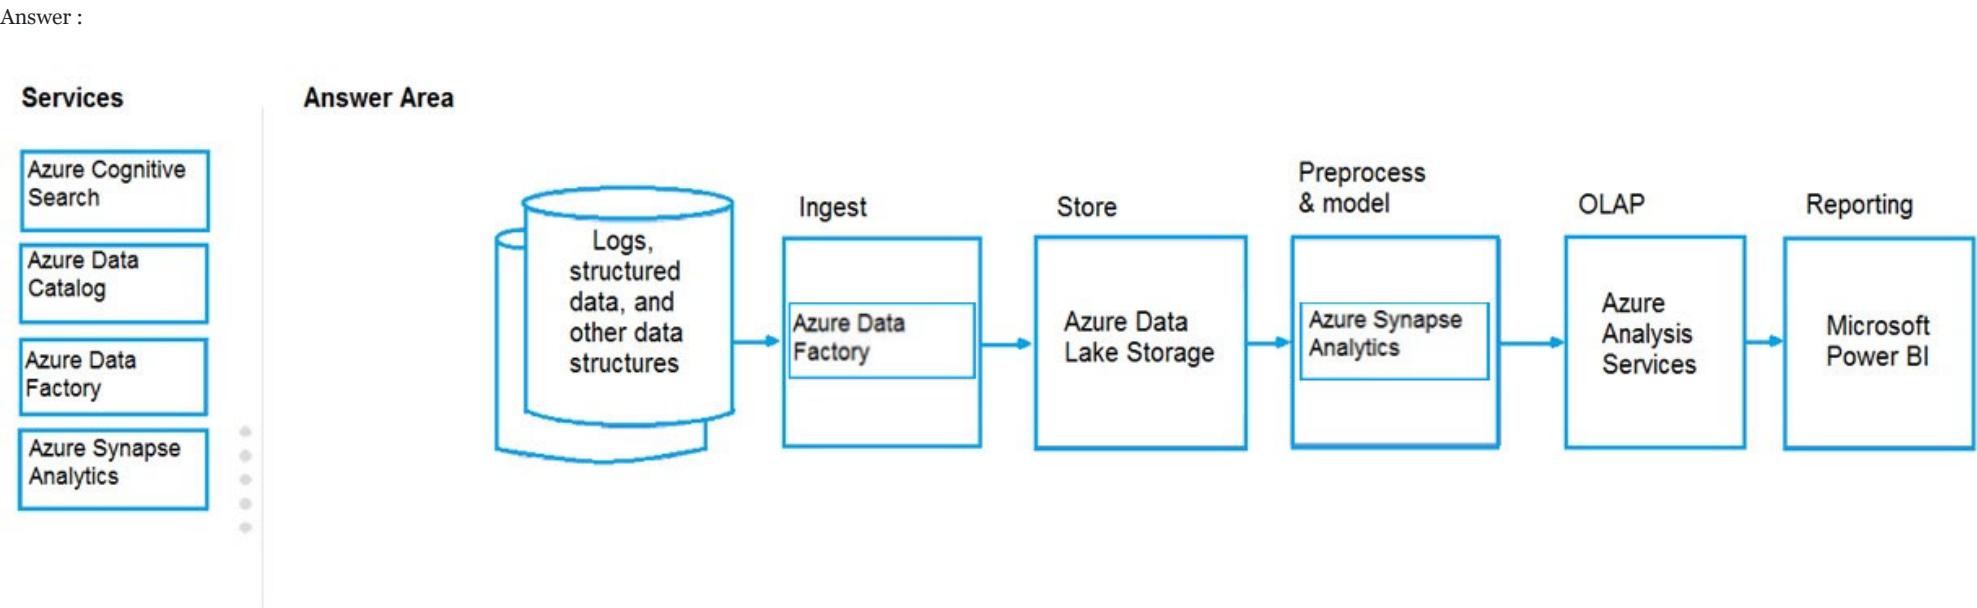 Answer :
Services
Answer Area
Azure Cognitive
Search
Azure Data
Catalog
Azure Data
Factory
Azure Synapse
Analytics
Logs,
structured
data, and
other data
structures
Ingest
Azure Data
Factory
Store
Azure Data
Lake Storage
Preprocess
& model
Azure Synapse
Analytics
OLAP
Azure
Analysis
Services
Reporting
Microsoft
Power BI